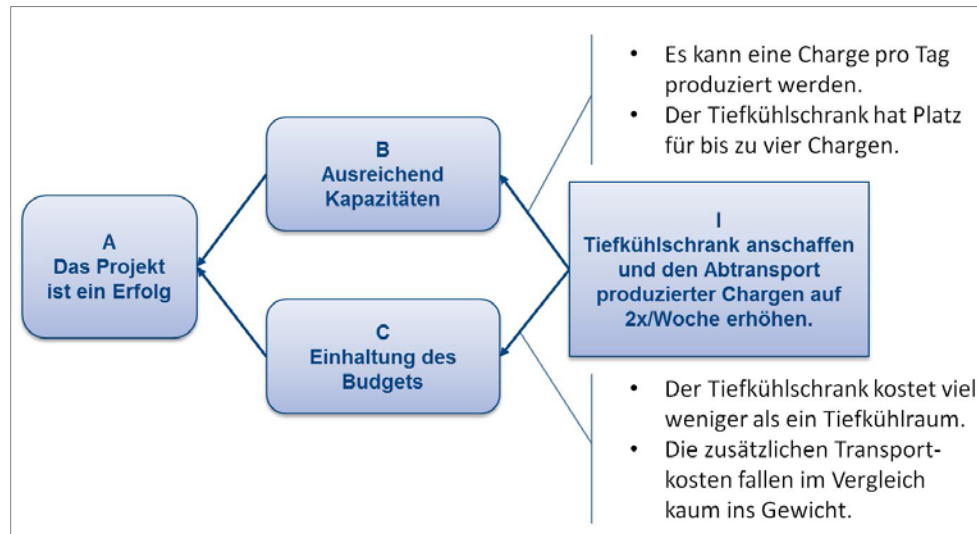 • Es kann eine Charge pro Tag
produziert werden.
• Der Tiefkühlschrank hat Platz
für bis zu vier Chargen.
B
Ausreichend
Kapazitäten
A
Das Projekt
ist ein Erfolg
I
Tiefkühlschrank anschaffen
und den Abtransport
produzierter Chargen auf
2x/Woche erhöhen.
C
Einhaltung des
Budgets
• Der Tiefkühlschrank kostet viel
weniger als ein Tiefkühlraum.
• Die zusätzlichen Transport-
kosten fallen im Vergleich
kaum ins Gewicht.